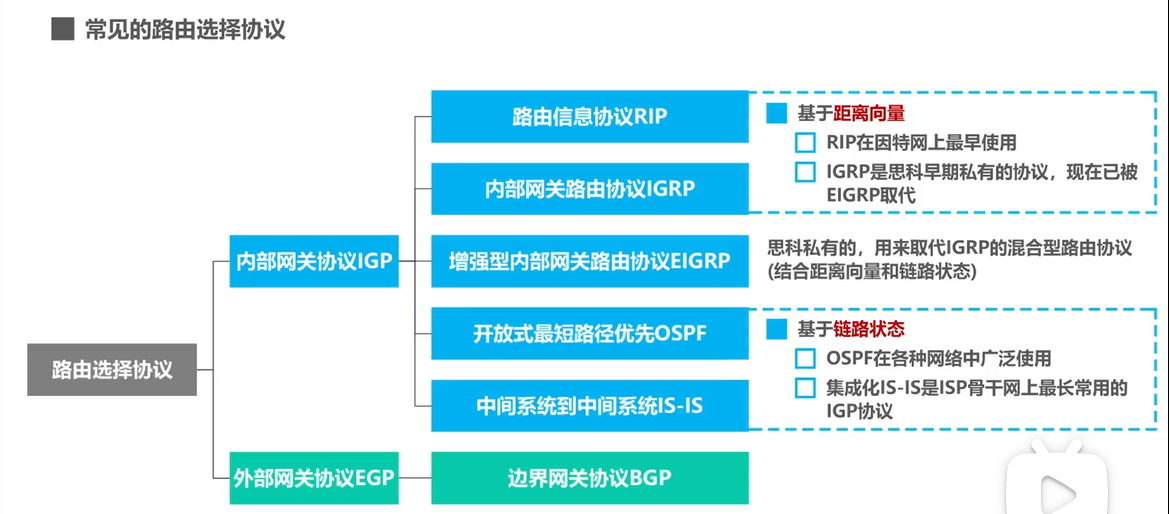 常见的路由选择协议
路由信息协议RIP
基于距离向量
RIP在因特网上最早使用
内部网关路由协议IGRP
IGRP是思科早期私有的协议，现在已被
EIGRP取代
内部网关协议IGP
增强型内部网关路由协议EIGRP
思科私有的，用来取代IGRP的混合型路由协议
(结合距离向量和链路状态)
开放式最短路径优先OSPF
基于链路状态
OSPF在各种网络中广泛使用
路由选择协议
中间系统到中间系统IS-IS
集成化IS-IS是ISP骨干网上最长常用的
IGP协议
外部网关协议EGP
边界网关协议BGP